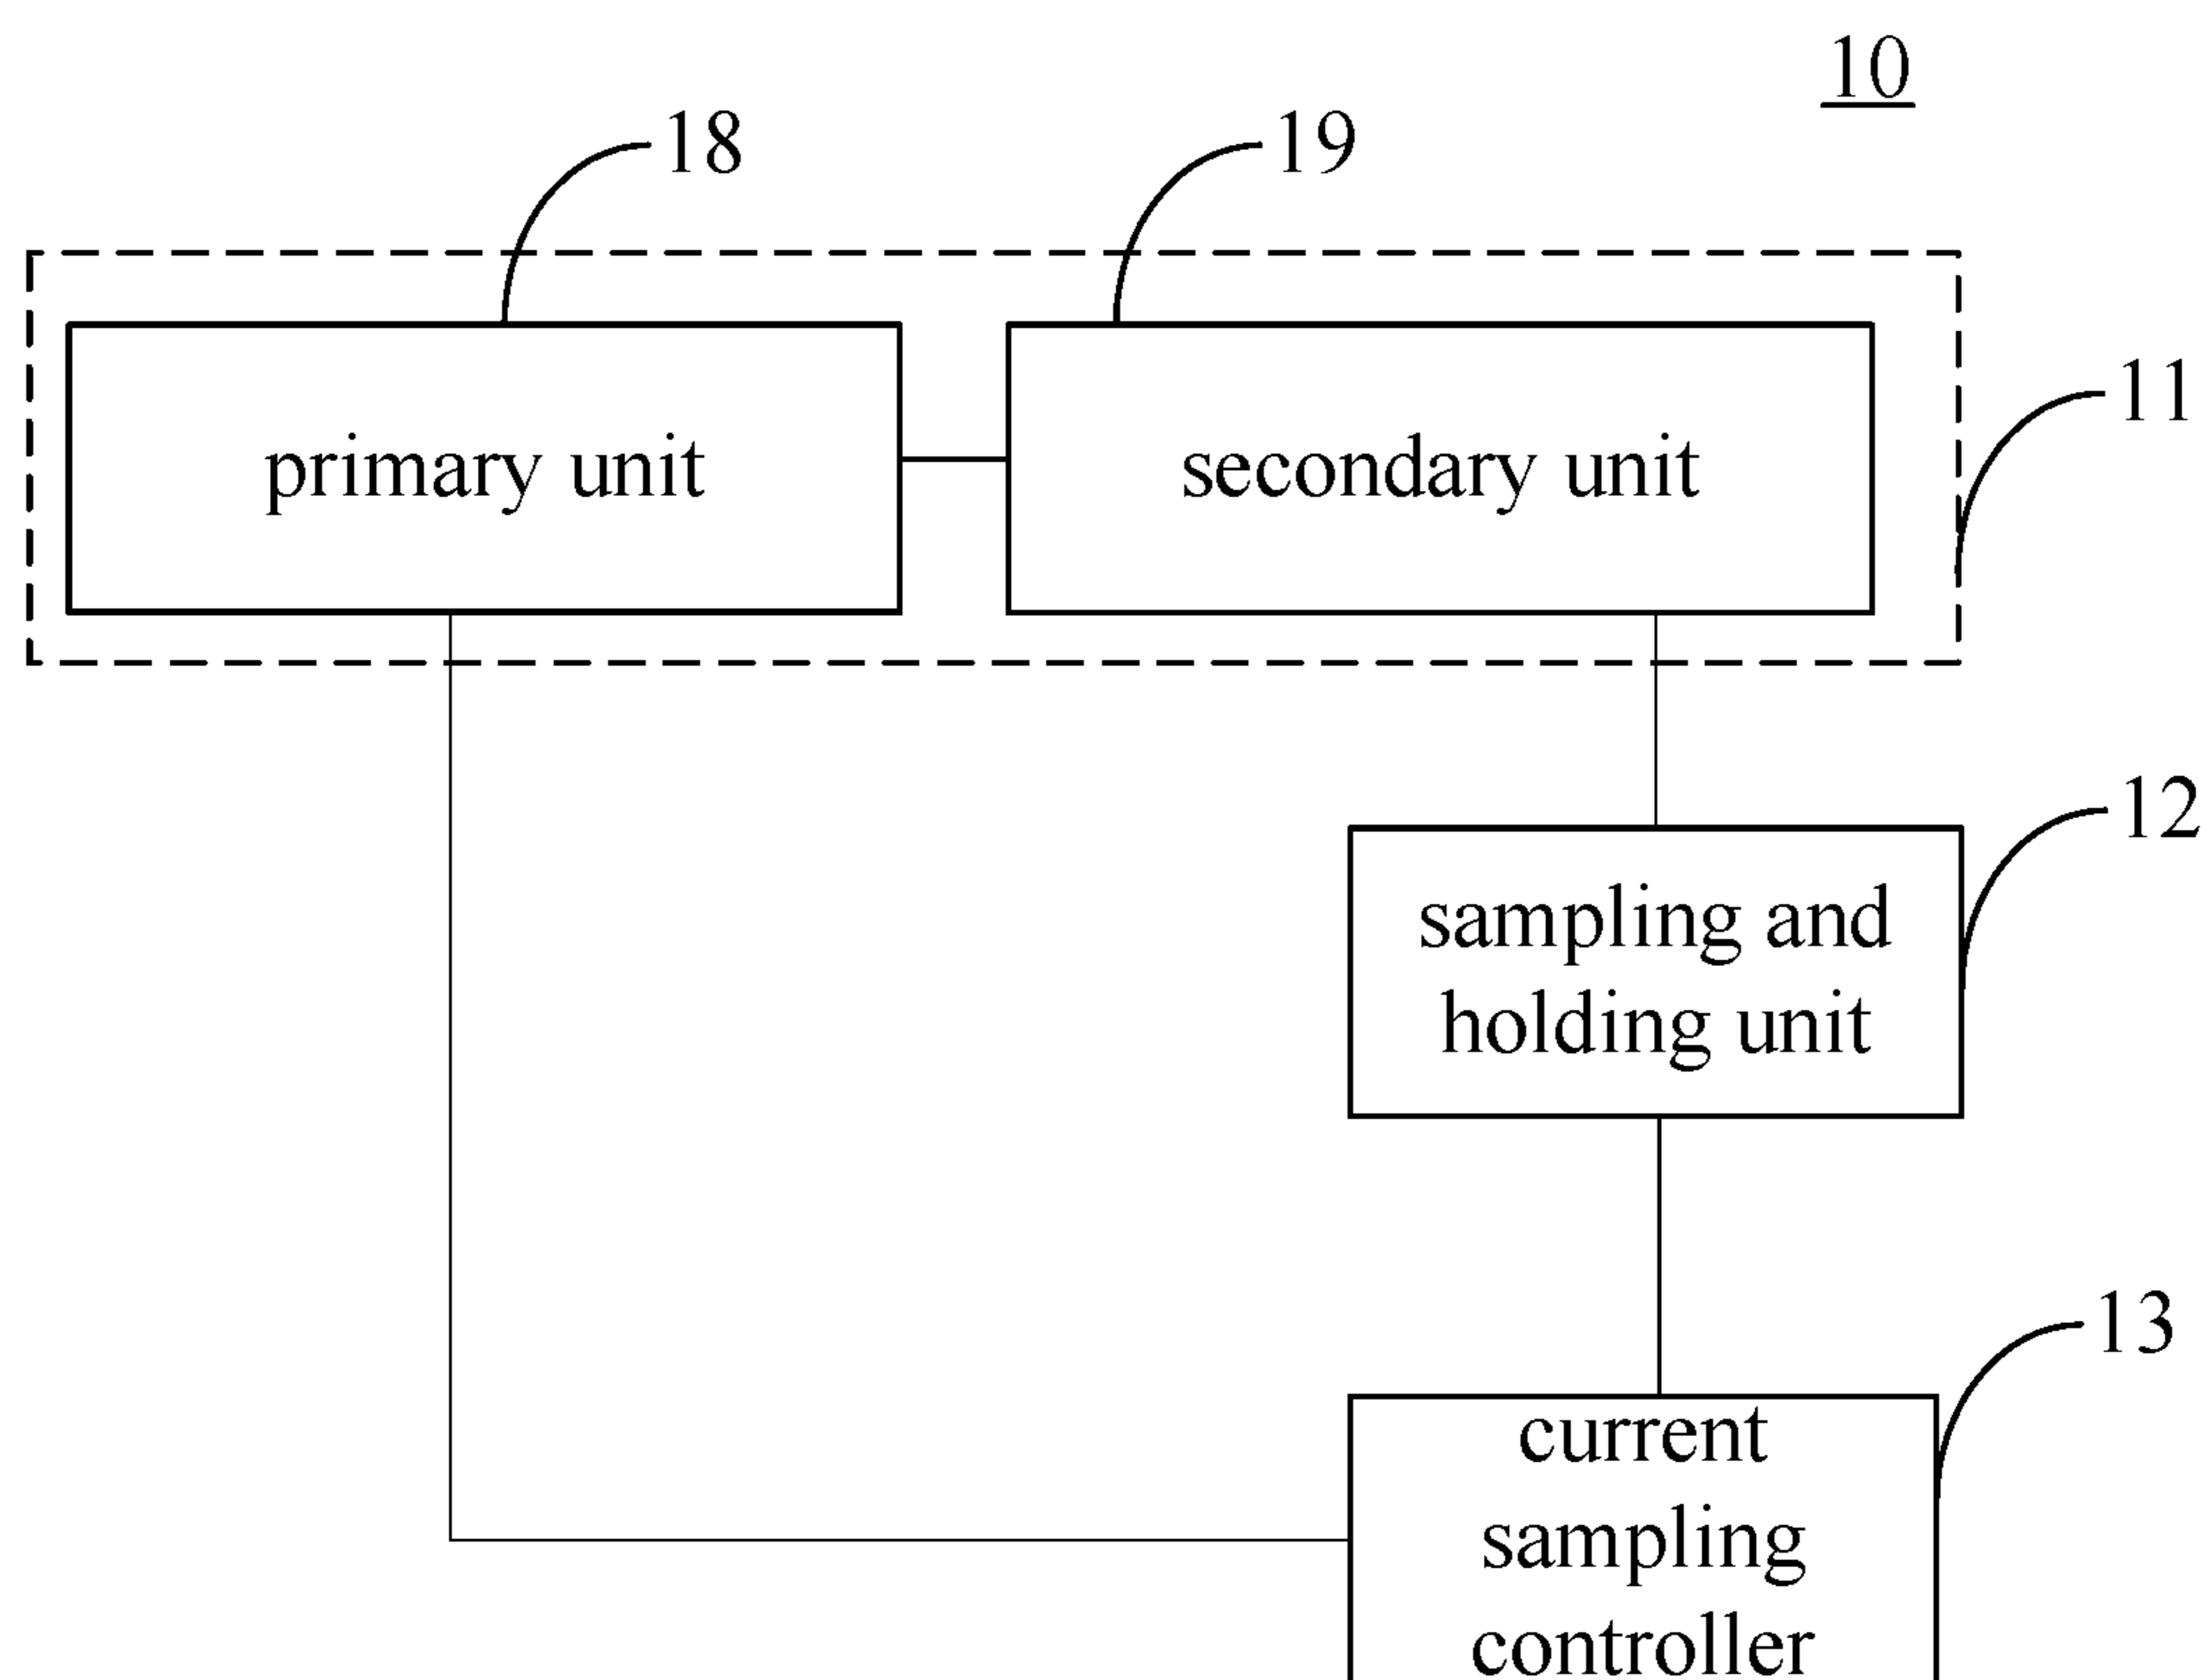 10
18
19
primary unit
secondary unit
11
12
sampling and
holding unit
13
current
sampling
controller